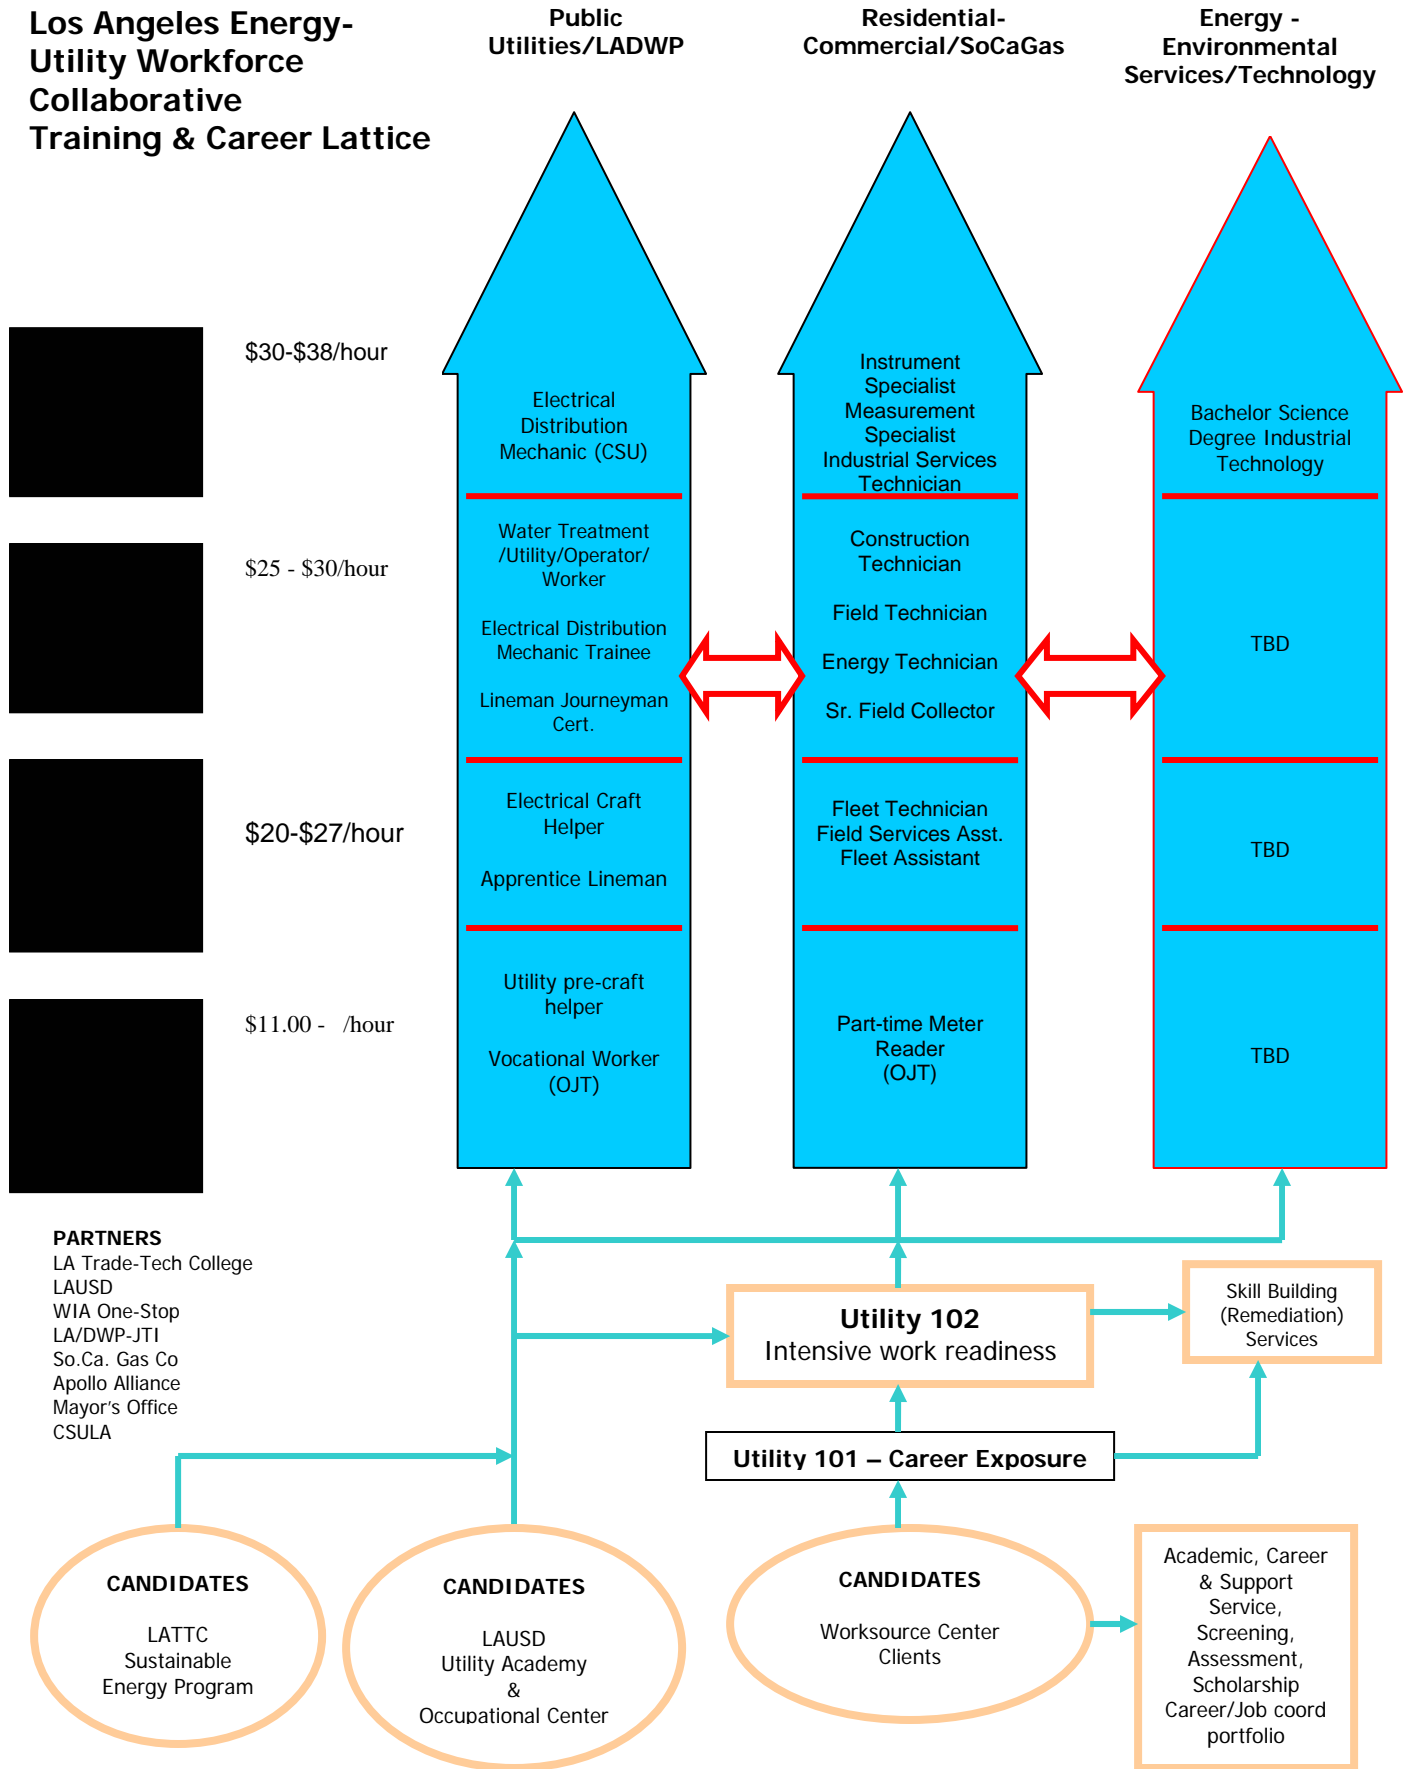 Los Angeles Energy-
Utility Workforce
Collaborative
Training & Career Lattice
Public
Utilities/LADWP
Residential-
Commercial/SoCaGas
Energy -
Environmental
Services/Technology
$30-$38/hour
Electrical
Distribution
Mechanic (CSU)
Instrument
Specialist
Measurement
Specialist
Industrial Services
Technician
Bachelor Science
Degree Industrial
Technology
$25 - $30/hour
Water Treatment
/Utility/Operator/
Worker
Electrical Distribution
Mechanic Trainee
Lineman Journeyman
Cert.
Construction
Technician
Field Technician
Energy Technician
Sr. Field Collector
TBD
$20-$27/hour
Electrical Craft
Helper
Apprentice Lineman
Fleet Technician
Field Services Asst.
Fleet Assistant
TBD
$11.00 -   /hour
Utility pre-craft
helper
Vocational Worker
(OJT)
Part-time Meter
Reader
(OJT)
TBD
PARTNERS
LA Trade-Tech College
LAUSD
WIA One-Stop
LA/DWP-JTI
So.Ca. Gas Co
Apollo Alliance
Mayor's Office
CSULA
Utility 102
Intensive work readiness
Skill Building
(Remediation)
Services
Utility 101 – Career Exposure
CANDIDATES
LATTC
Sustainable
Energy Program
CANDIDATES
LAUSD
Utility Academy
&
Occupational Center
CANDIDATES
Worksource Center
Clients
Academic, Career
& Support
Service,
Screening,
Assessment,
Scholarship
Career/Job coord
portfolio